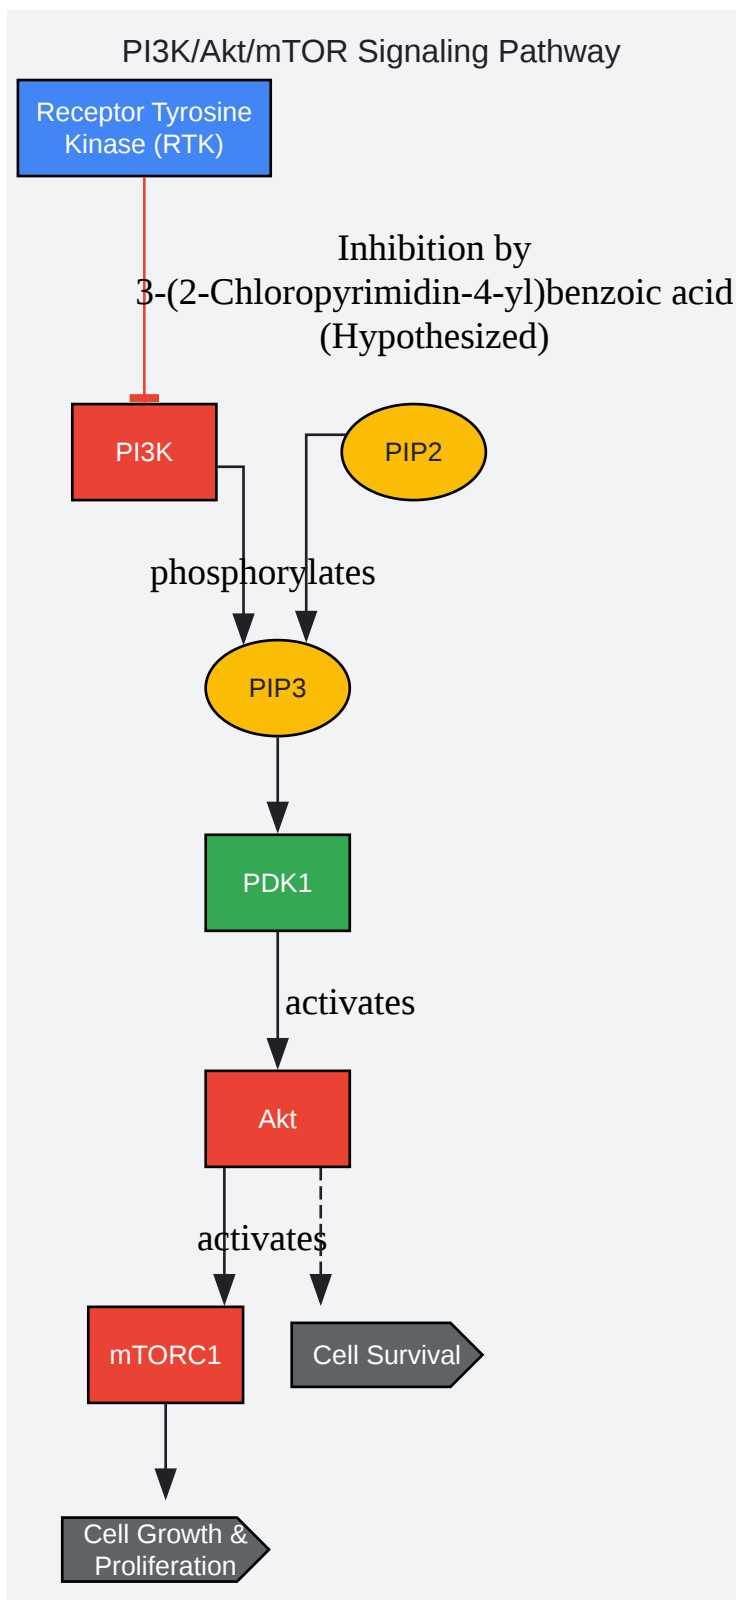 PI3K/Akt/mTOR Signaling Pathway
Receptor Tyrosine
Kinase (RTK)
Inhibition by
3-(2-Chloropyrimidin-4-yl)benzoic acid
(Hypothesized)
PI3K
PIP2
phosphorylates
PIP3
PDK1
activates
Akt
activates
mTORC1
Cell Survival
Cell Growth &
Proliferation